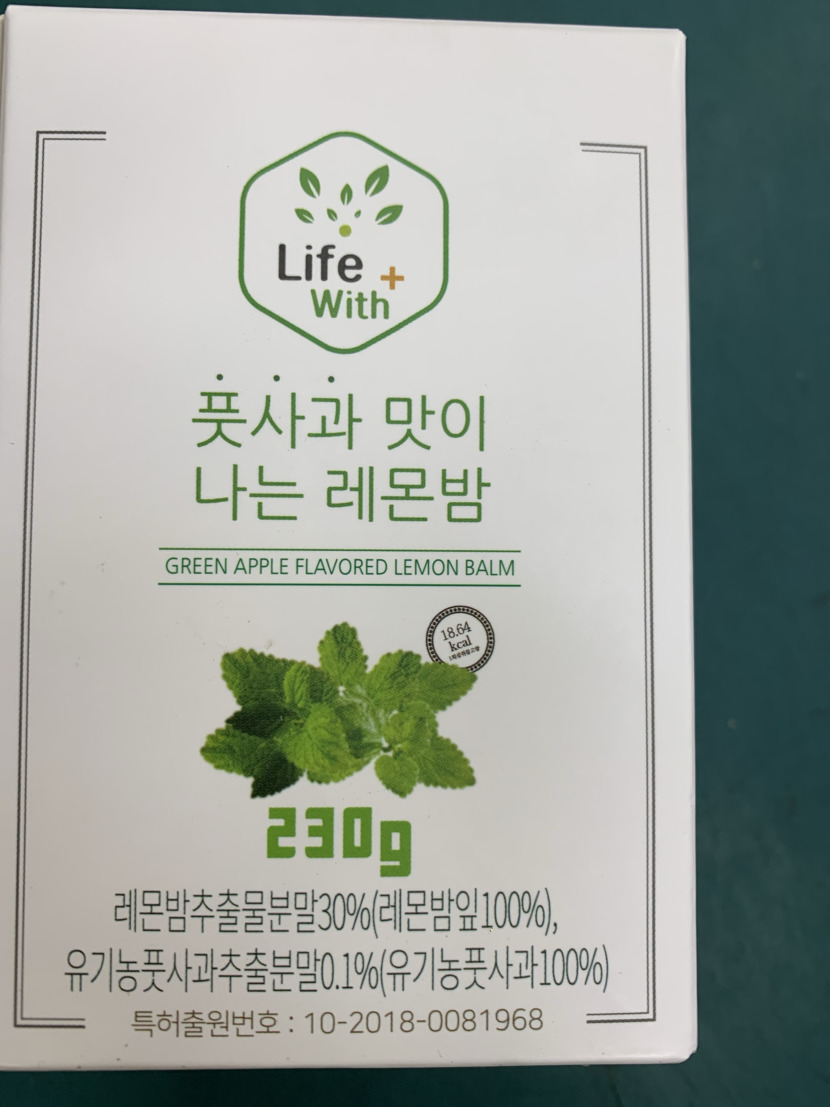 Life +
With
풋사과 맛이
나는 레몬밤
GREEN APPLE FLAVORED LEMON BALM
18.64
kcal
230g
레몬밤추출물분말30%(레몬밤잎100%),
유기농풋사과추출분말0.1%(유기농풋사과100%)
특허출원번호 : 10-2018-0081968